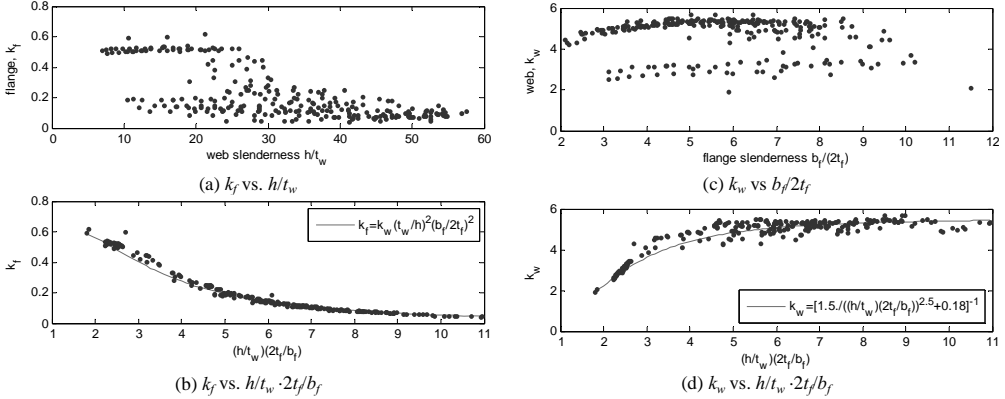 0.8
0.6
0.4
0.2
0
flange, k_f
0 10 20 30 40 50 60
web slenderness h/t_w
(a) k_f vs. h/t_w
6
4
2
0
web, k_w
2 3 4 5 6 7 8 9 10 11 12
flange slenderness b_f/(2t_f)
(c) k_w vs b_f/2t_f
0.8
0.6
0.4
0.2
0
k_f
k_f=k_w(t_w/h)^2(b_f/2t_f)^2
1 2 3 4 5 6 7 8 9 10 11
(h/t_w)(2t_f/b_f)
(b) k_f vs. h/t_w ·2t_f/b_f
6
4
2
0
k_w
k_w=[1.5./((h/t_w)(2t_f/b_f))^2.5+0.18]^-1
1 2 3 4 5 6 7 8 9 10 11
(h/t_w)(2t_f/b_f)
(d) k_w vs. h/t_w ·2t_f/b_f